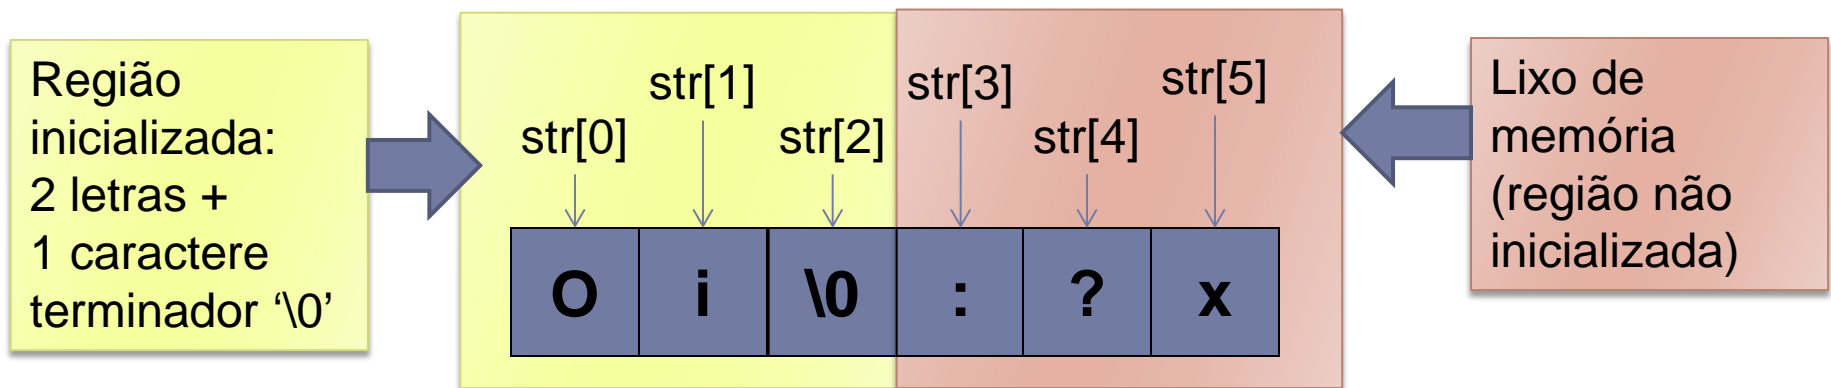 Região
inicializada:
2 letras +
1 caractere
terminador ‘\0’
str[0]
str[1]
str[2]
str[3]
str[4]
str[5]
O i \0 : ? x
Lixo de
memória
(região não
inicializada)